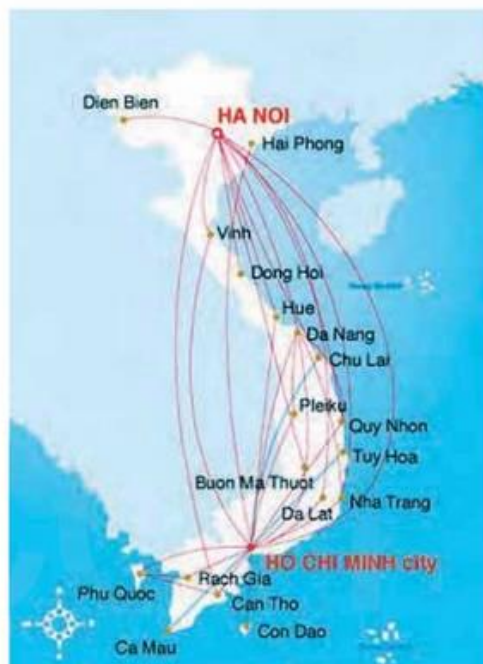 Dien Bien
HA NOI
Hai Phong
Vinh
Dong Hoi
Hue
Da Nang
Chu Lai
Pleiku
Quy Nhon
Tuy Hoa
Buon Ma Thuot
Da Lat
Nha Trang
HO CHI MINH city
Phu Quoc
Rach Gia
Can Tho
Ca Mau
Con Dao